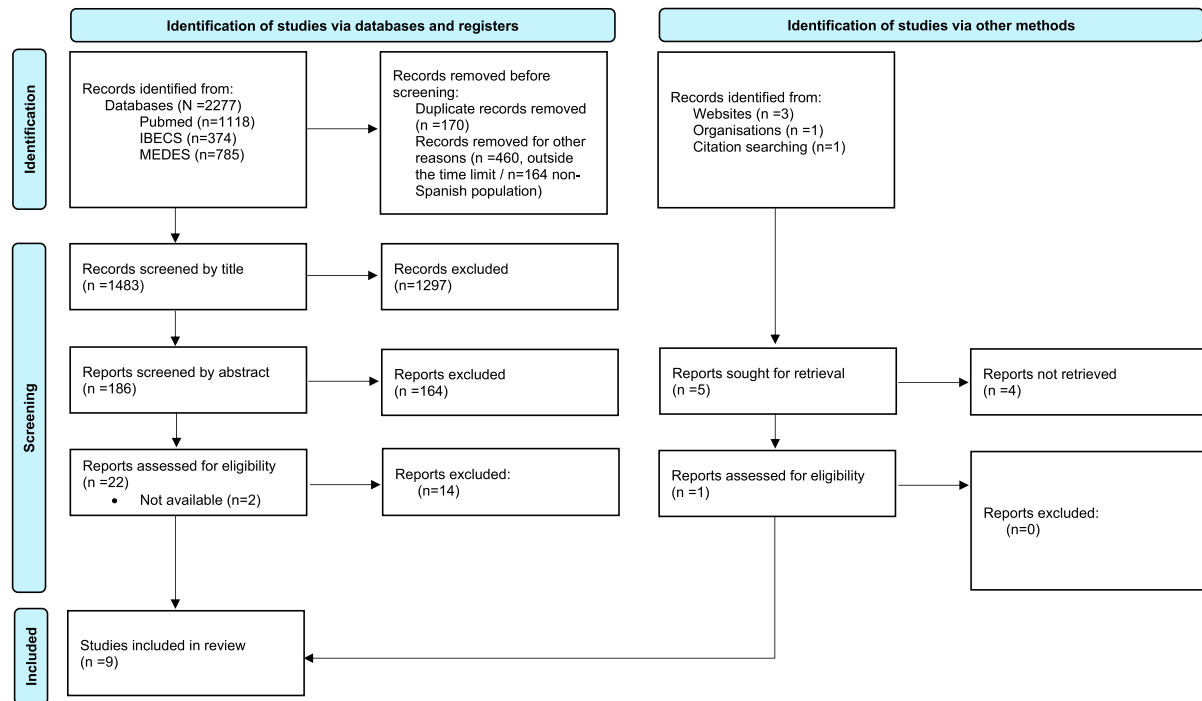 Identification of studies via databases and registers
Identification of studies via other methods
Identification
Records identified from:
Databases (N =2277)
Pubmed (n=1118)
IBECS (n=374)
MEDES (n=785)
Records removed before
screening:
Duplicate records removed
(n =170)
Records removed for other
reasons (n =460, outside
the time limit / n=164 non-
Spanish population)
Records identified from:
Websites (n =3)
Organisations (n =1)
Citation searching (n=1)
Screening
Records screened by title
(n =1483)
Records excluded
(n=1297)
Reports screened by abstract
(n =186)
Reports excluded
(n =164)
Reports sought for retrieval
(n =5)
Reports not retrieved
(n =4)
Reports assessed for eligibility
(n =22)
• Not available (n=2)
Reports excluded:
(n=14)
Reports assessed for eligibility
(n =1)
Reports excluded:
(n=0)
Included
Studies included in review
(n =9)